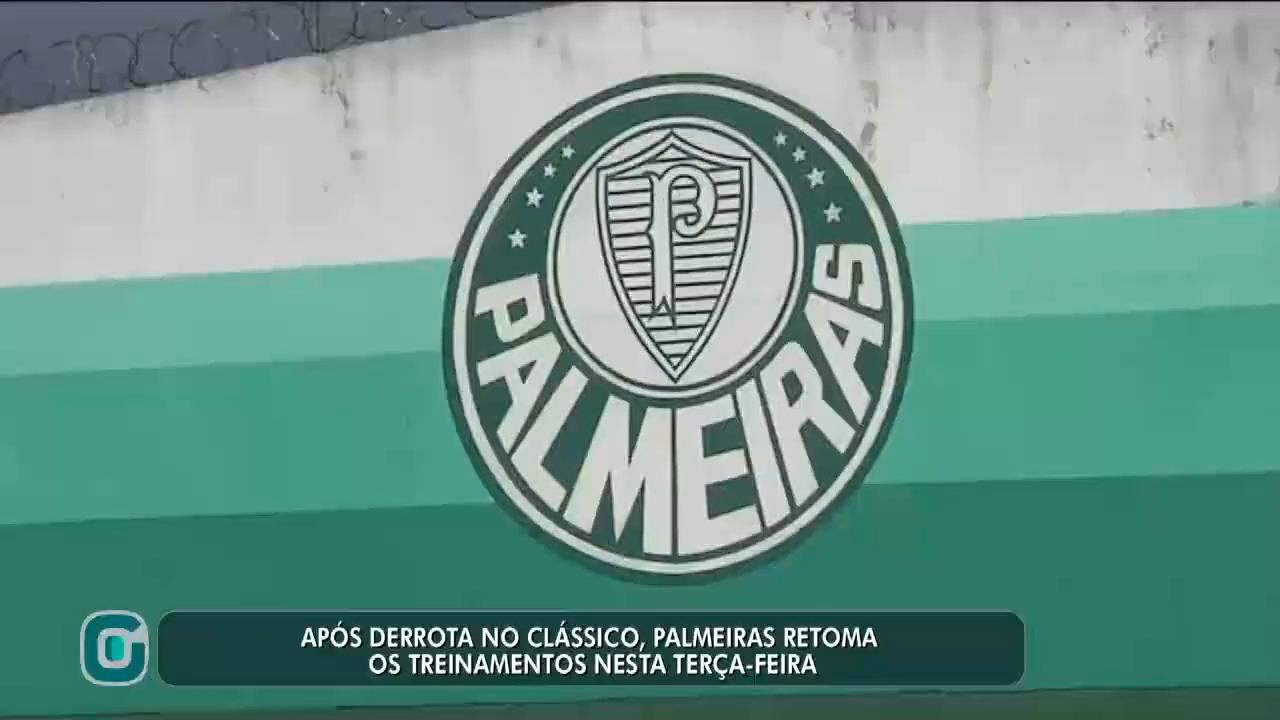 P
PALMEIRAS
APÓS DERROTA NO CLÁSSICO, PALMEIRAS RETOMA
OS TREINAMENTOS NESTA TERÇA-FEIRA